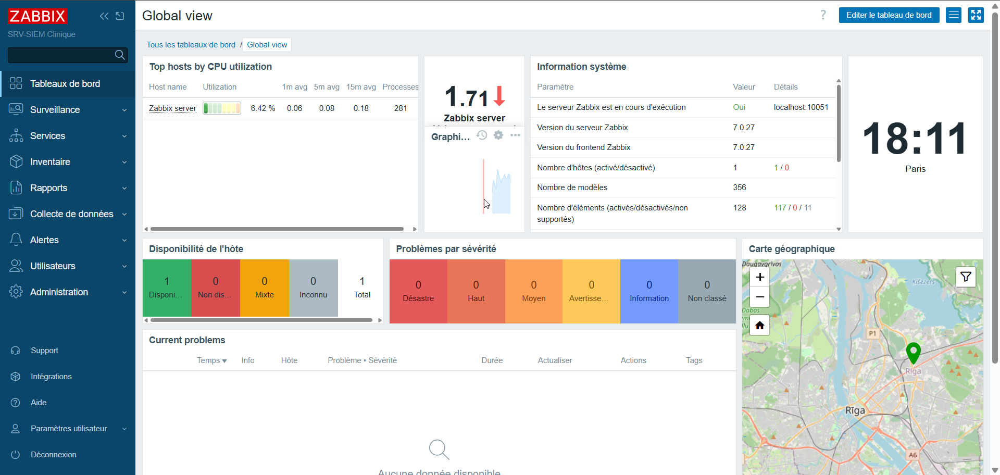 ZABBIX
SRV-SIEM Clinique
Tableaux de bord
Surveillance
Services
Inventaire
Rapports
Collecte de données
Alertes
Utilisateurs
Administration
Support
Intégrations
Aide
Paramètres utilisateur
Déconnexion
Global view
?
Editer le tableau de bord
Tous les tableaux de bord / Global view
Top hosts by CPU utilization
Host name Utilization 1m avg 5m avg 15m avg Processes
Zabbix server 6.42 % 0.06 0.08 0.18 281
1.71
Zabbix server
Graphi...
Information système
Paramètre Valeur Détails
Le serveur Zabbix est en cours d'exécution Oui localhost:10051
Version du serveur Zabbix 7.0.27
Version du frontend Zabbix 7.0.27
Nombre d'hôtes (activé/désactivé) 1 1 / 0
Nombre de modèles 356
Nombre d'éléments (activés/désactivés/non 128 117 / 0 / 11
supportés)
18:11
Paris
Disponibilité de l'hôte
1 0 0 0 1
Disponi... Non dis... Mixte Inconnu Total
Problèmes par sévérité
0 0 0 0 0 0
Désastre Haut Moyen Avertisse... Information Non classé
Carte géographique
Daugavgrīvas
+
−
Ķīšezers
Dabas
P1
Rīga
Rīga
A6
Current problems
Temps Info Hôte Problème • Sévérité Durée Actualiser Actions Tags
Aucune donnée disponible